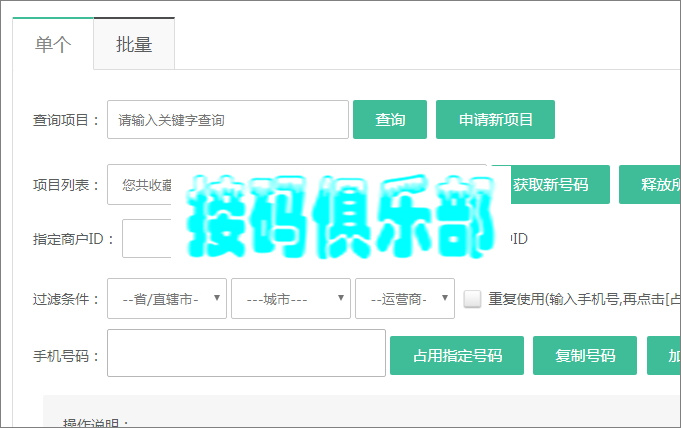 单个 批量
查询项目： 请输入关键字查询 查询 申请新项目
项目列表： 您共收藏 获取新号码 释放所
接码俱乐部
指定商户ID： ID
过滤条件： --省/直辖市- ---城市--- --运营商- 重复使用(输入手机号,再点击[占
手机号码： 占用指定号码 复制号码 加
操作说明：